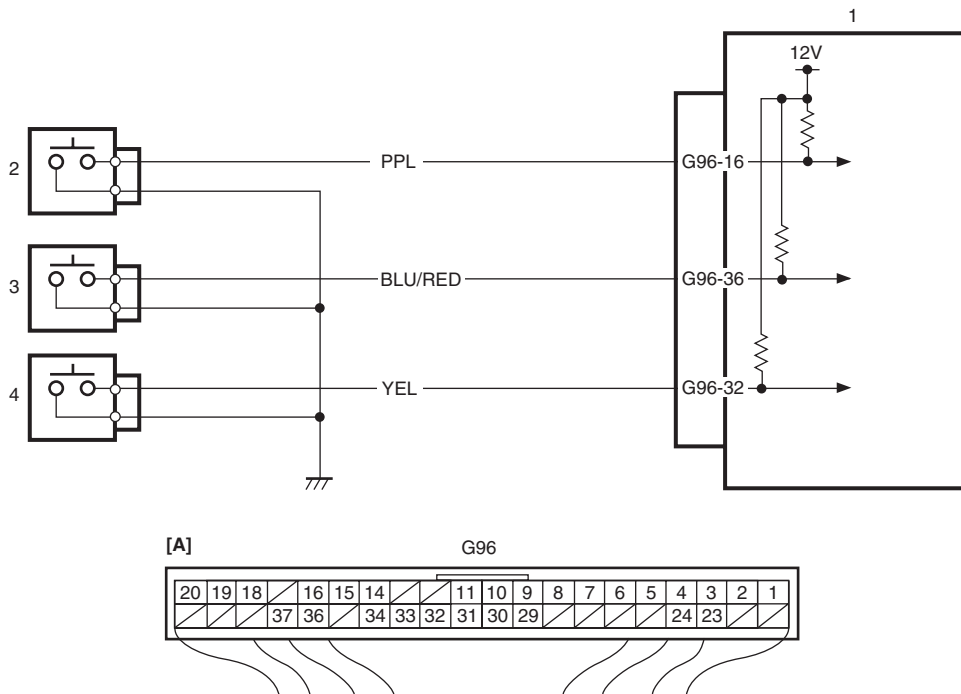 1
12V
2
PPL
G96-16
3
BLU/RED
G96-36
4
YEL
G96-32
[A]
G96
20 19 18 16 15 14 11 10 9 8 7 6 5 4 3 2 1
37 36 34 33 32 31 30 29 24 23